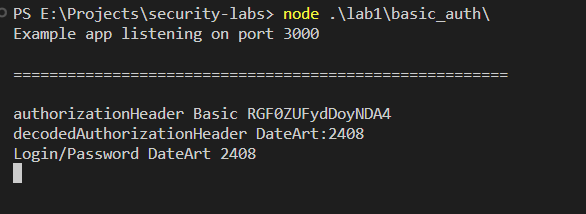 PS E:\Projects\security-labs> node .\lab1\basic_auth\
Example app listening on port 3000
=======================================================
authorizationHeader Basic RGF0ZUFydDoyNDA4
decodedAuthorizationHeader DateArt:2408
Login/Password DateArt 2408